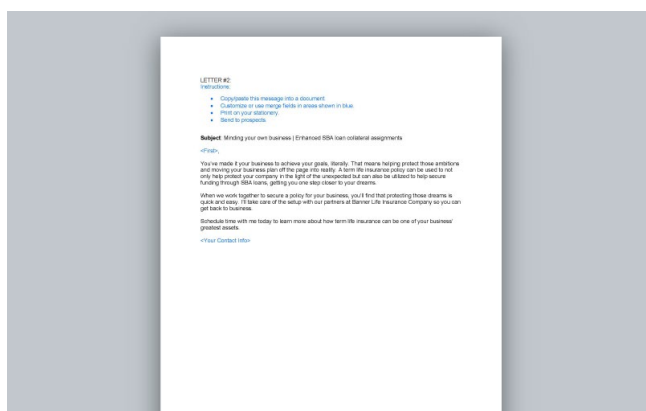 LETTER #2:
Instructions:
• Copy/paste this message into a document
• Customize or use merge fields in areas shown in blue
• Print on your stationery
• Send to prospects
Subject: Minding your own business | Enhanced SBA loan collateral assignments
<First>,
You've made it your business to achieve your goals, literally. That means helping protect those ambitions
and moving your business plan off the page into reality. A term life insurance policy can be used to not
only help protect your company in the light of the unexpected but can also be utilized to help secure
funding through SBA loans, getting you one step closer to your dreams.
When we work together to secure a policy for your business, you'll find that protecting those dreams is
quick and easy. I'll take care of the setup with our partners at Banner Life Insurance Company so you can
get back to business.
Schedule time with me today to learn more about how term life insurance can be one of your business'
greatest assets.
<Your Contact Info>